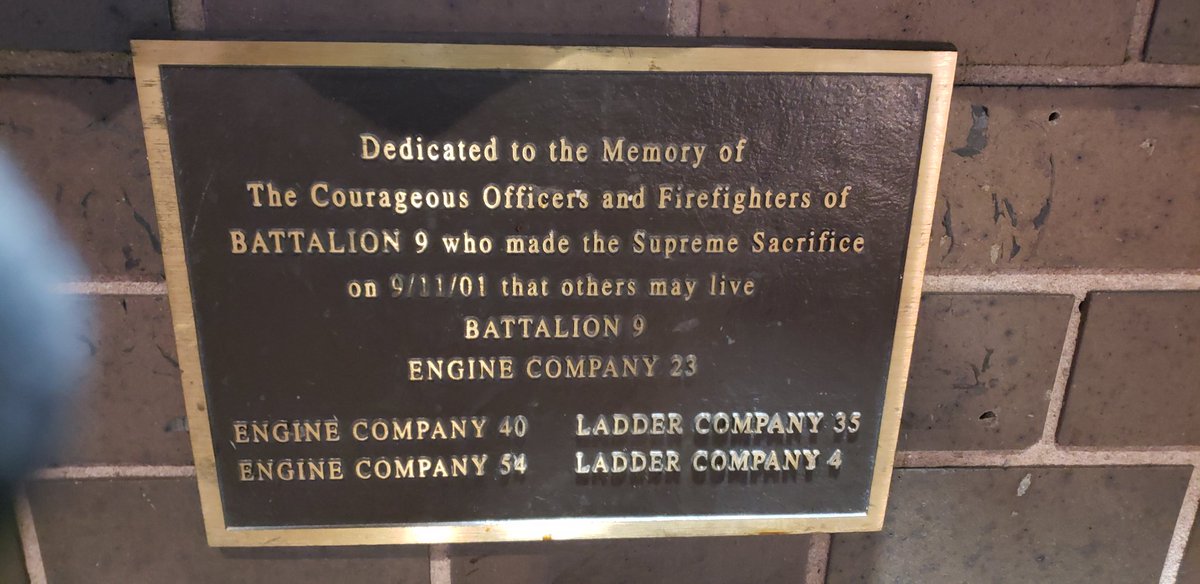 Dedicated to the Memory of
The Courageous Officers and Firefighters of
BATTALION 9 who made the Supreme Sacrifice
on 9/11/01 that others may live
BATTALION 9
ENGINE COMPANY 23
ENGINE COMPANY 40 LADDER COMPANY 35
ENGINE COMPANY 54 LADDER COMPANY 4